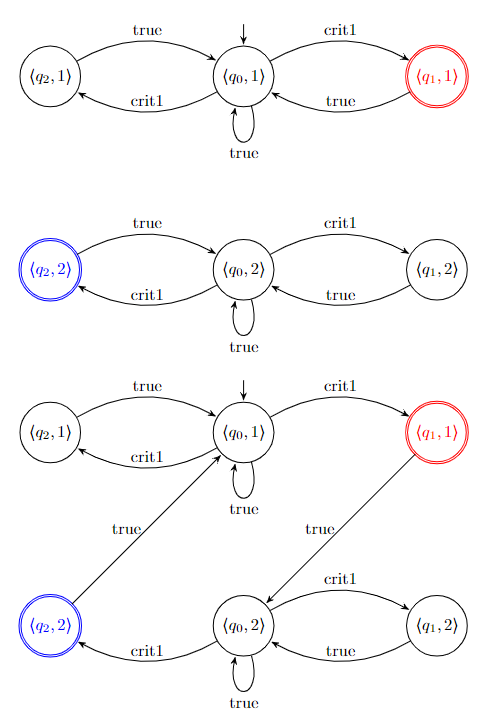 true crit1
⟨q₂, 1⟩ ⟨q₀, 1⟩ ⟨q₁, 1⟩
crit1 true
true
true crit1
⟨q₂, 2⟩ ⟨q₀, 2⟩ ⟨q₁, 2⟩
crit1 true
true
true crit1
⟨q₂, 1⟩ ⟨q₀, 1⟩ ⟨q₁, 1⟩
crit1
true
true true
crit1
⟨q₂, 2⟩ ⟨q₀, 2⟩ ⟨q₁, 2⟩
crit1 true
true